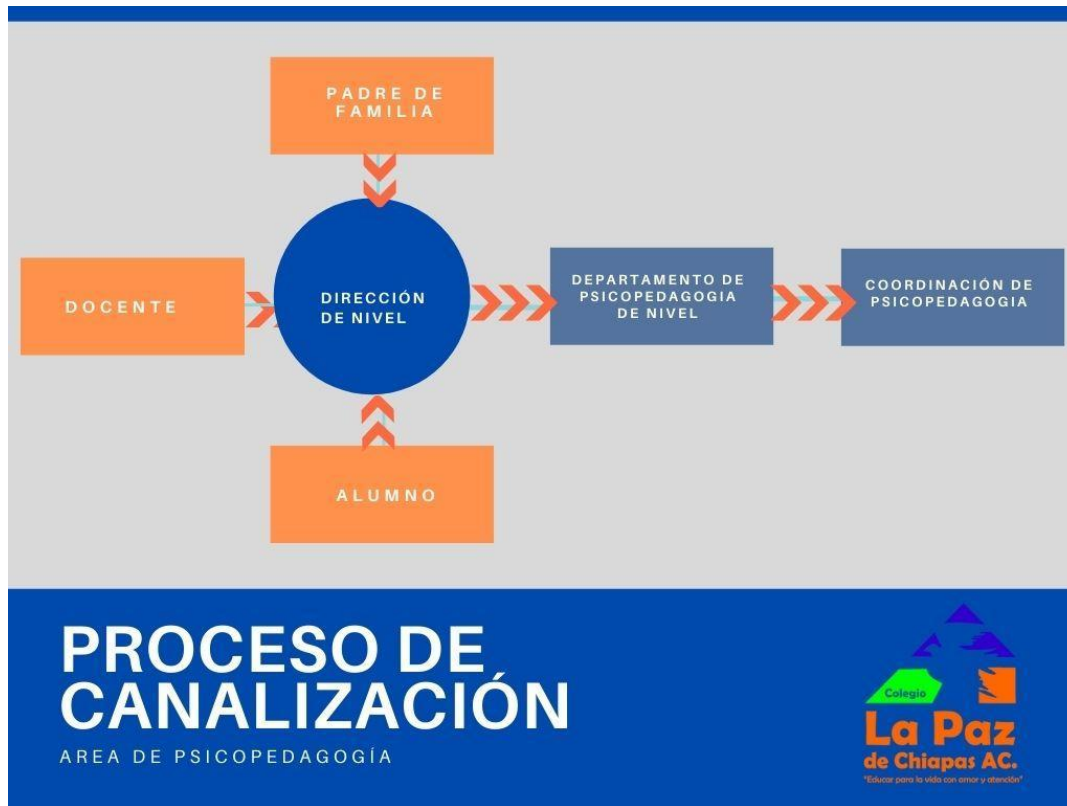 PADRE DE
FAMILIA
DOCENTE
DIRECCIÓN
DE NIVEL
DEPARTAMENTO DE
PSICOPEDAGOGIA
DE NIVEL
COORDINACIÓN DE
PSICOPEDAGOGIA
ALUMNO
PROCESO DE
CANALIZACIÓN
AREA DE PSICOPEDAGOGÍA
Colegio
La Paz
de Chiapas AC.
"Educar para la vida con amor y atención"